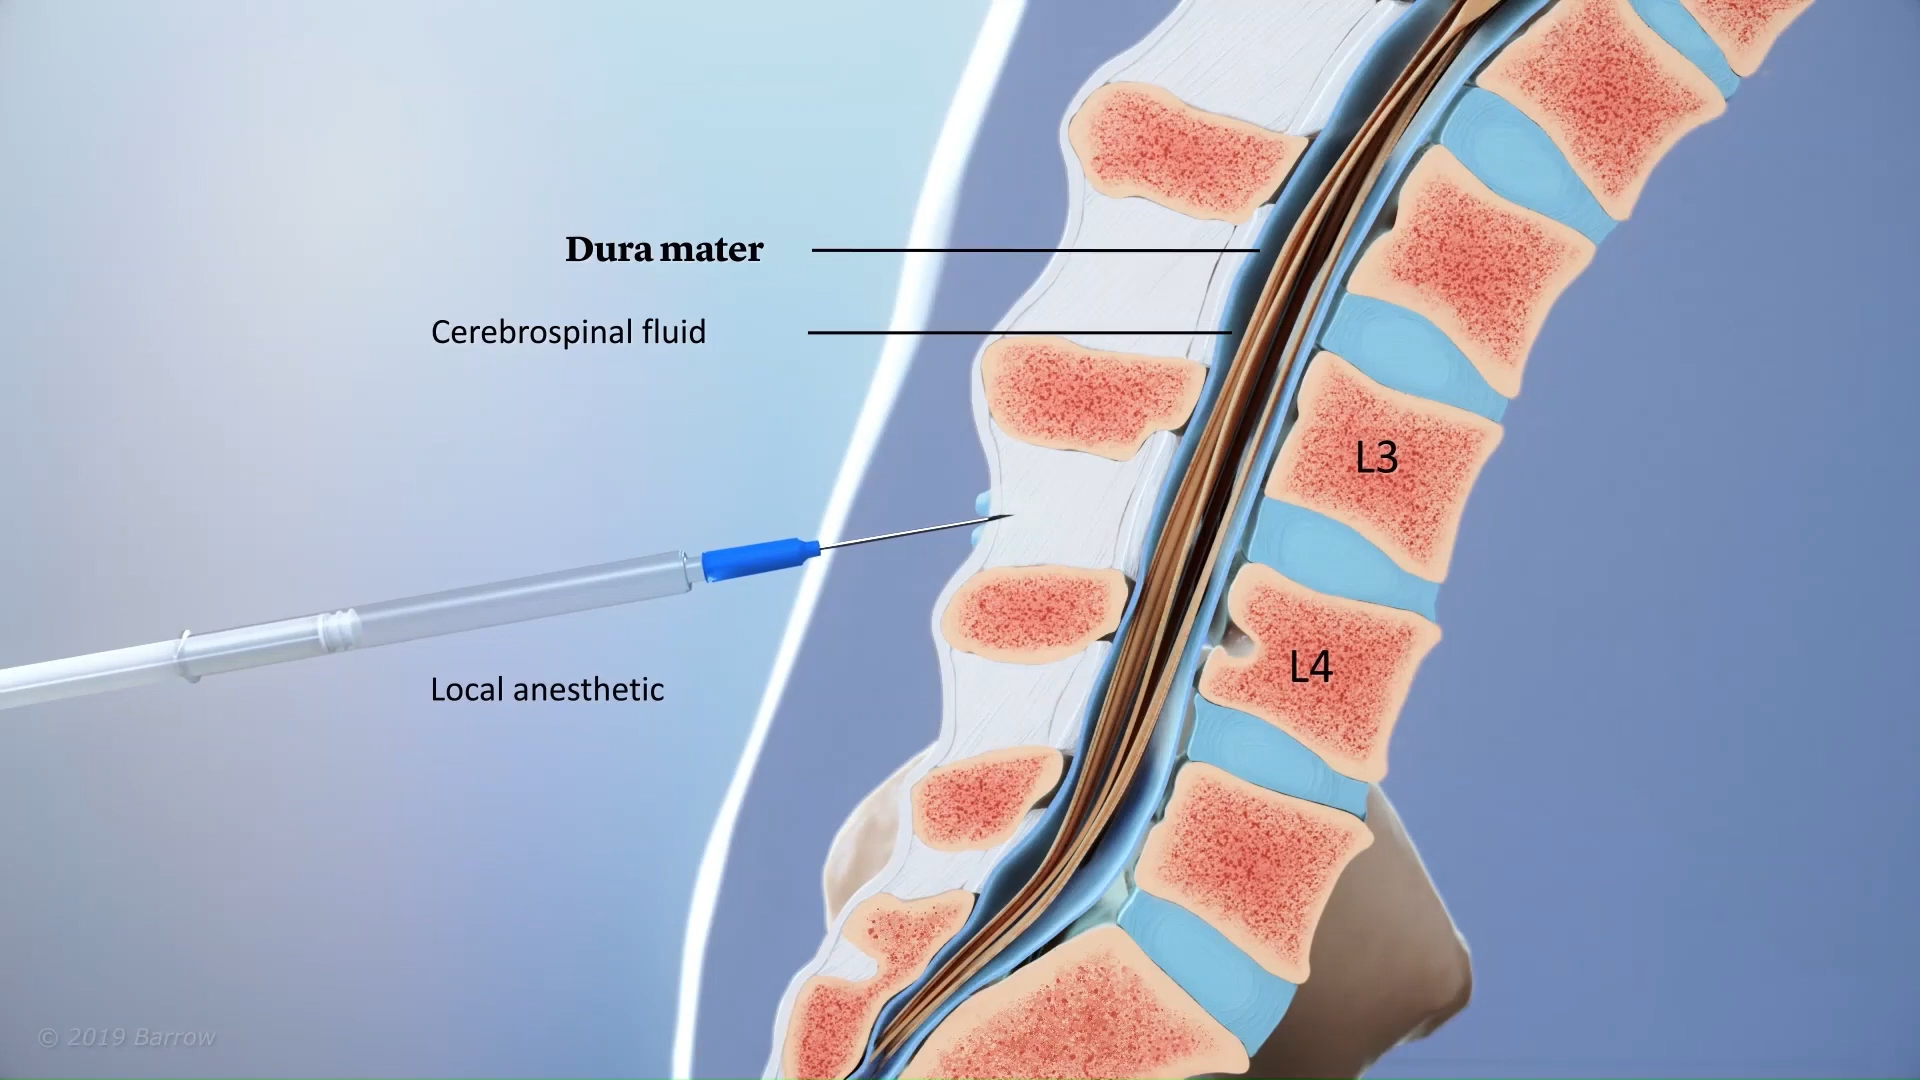 Dura mater
Cerebrospinal fluid
L3
L4
Local anesthetic
© 2019 Barrow